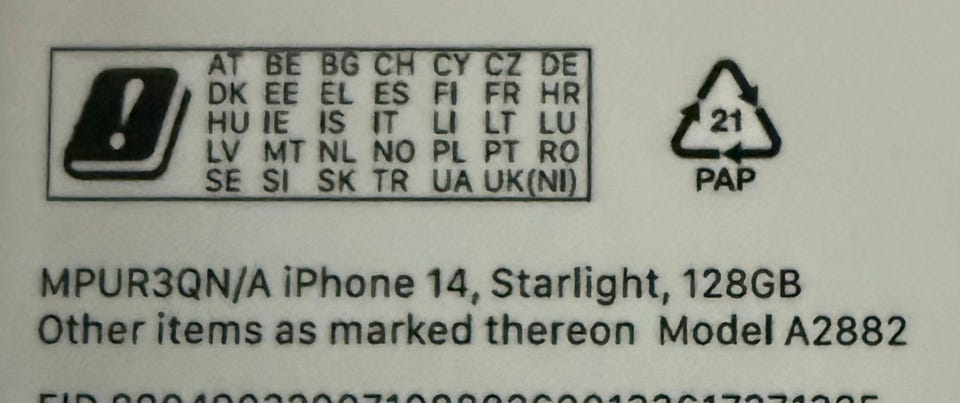 AT BE BG CH CY CZ DE
DK EE EL ES FI FR HR
HU IE IS IT LI LT LU
LV MT NL NO PL PT RO
SE SI SK TR UA UK(NI)
21
PAP
MPUR3QN/A iPhone 14, Starlight, 128GB
Other items as marked thereon Model A2882